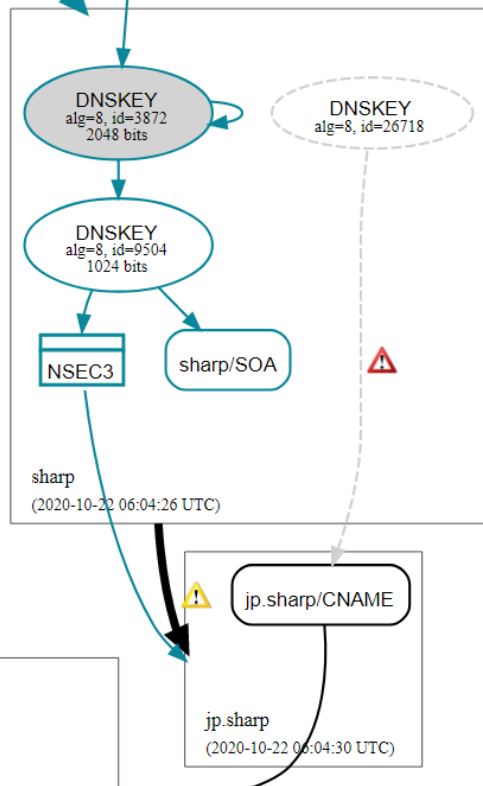 DNSKEY
alg=8, id=3872
2048 bits
DNSKEY
alg=8, id=26718
DNSKEY
alg=8, id=9504
1024 bits
NSEC3
sharp/SOA
sharp
(2020-10-22 06:04:26 UTC)
jp.sharp/CNAME
jp.sharp
(2020-10-22 06:04:30 UTC)